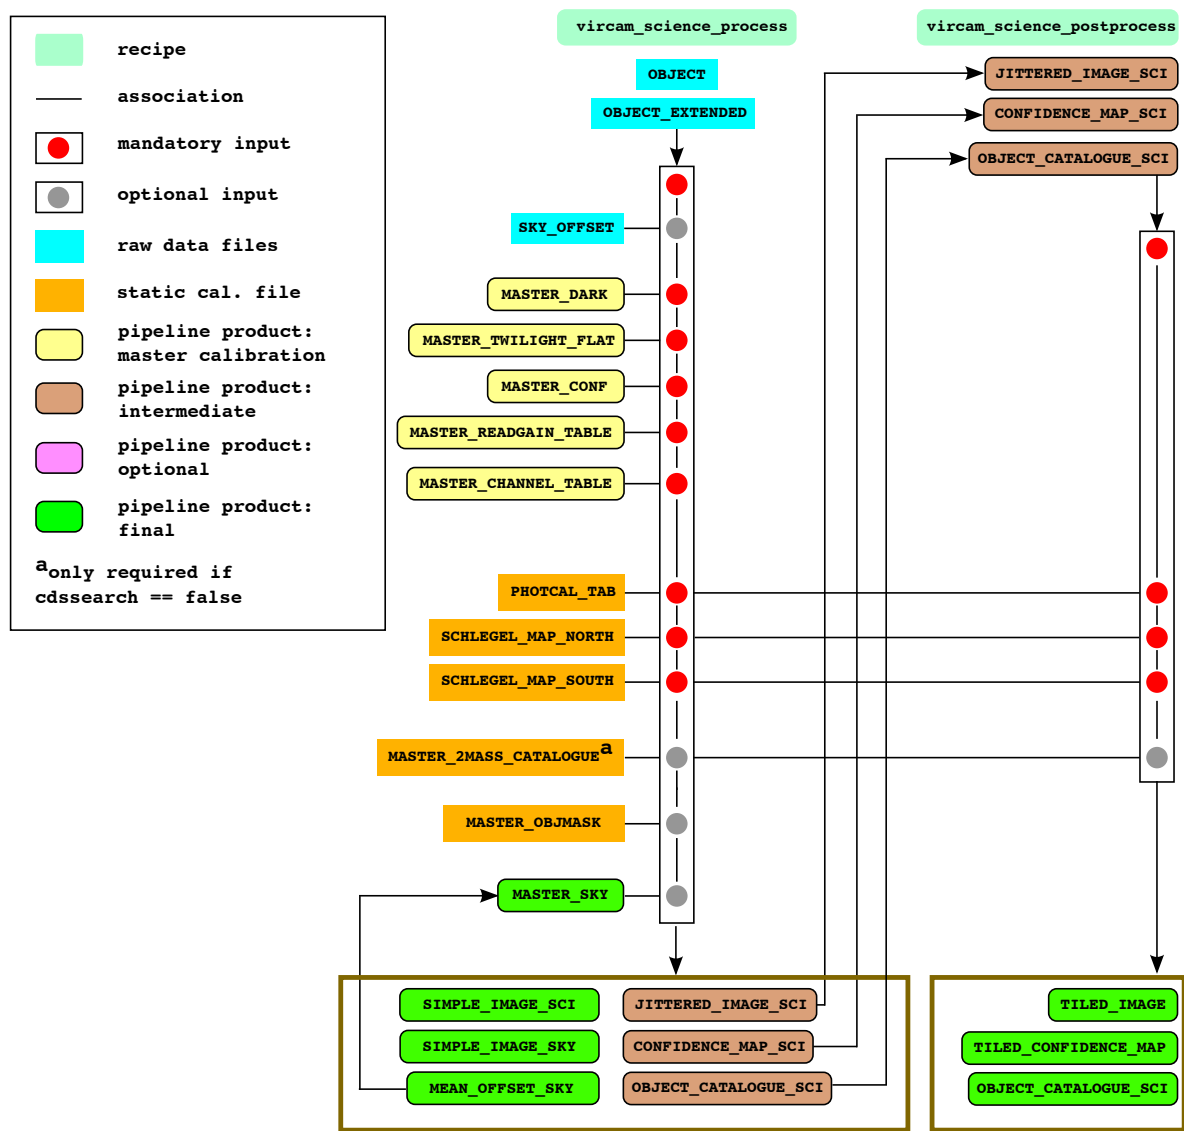 recipe
association
mandatory input
optional input
raw data files
static cal. file
pipeline product:
master calibration
pipeline product:
intermediate
pipeline product:
optional
pipeline product:
final
a only required if
cdssearch == false
vircam_science_process
OBJECT
OBJECT_EXTENDED
SKY_OFFSET
MASTER_DARK
MASTER_TWILIGHT_FLAT
MASTER_CONF
MASTER_READGAIN_TABLE
MASTER_CHANNEL_TABLE
PHOTCAL_TAB
SCHLEGEL_MAP_NORTH
SCHLEGEL_MAP_SOUTH
MASTER_2MASS_CATALOGUE a
MASTER_OBJMASK
MASTER_SKY
SIMPLE_IMAGE_SCI
SIMPLE_IMAGE_SKY
MEAN_OFFSET_SKY
JITTERED_IMAGE_SCI
CONFIDENCE_MAP_SCI
OBJECT_CATALOGUE_SCI
vircam_science_postprocess
JITTERED_IMAGE_SCI
CONFIDENCE_MAP_SCI
OBJECT_CATALOGUE_SCI
TILED_IMAGE
TILED_CONFIDENCE_MAP
OBJECT_CATALOGUE_SCI